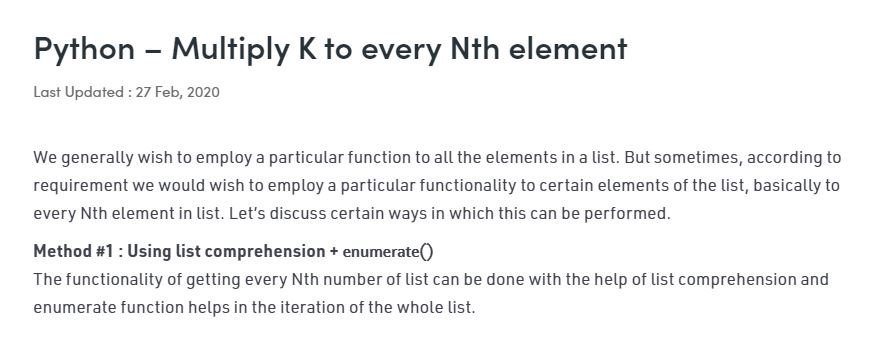 Python – Multiply K to every Nth element
Last Updated : 27 Feb, 2020
We generally wish to employ a particular function to all the elements in a list. But sometimes, according to
requirement we would wish to employ a particular functionality to certain elements of the list, basically to
every Nth element in list. Let’s discuss certain ways in which this can be performed.
Method #1 : Using list comprehension + enumerate()
The functionality of getting every Nth number of list can be done with the help of list comprehension and
enumerate function helps in the iteration of the whole list.